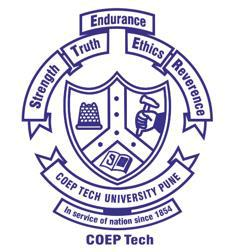 Endurance
Truth
Ethics
Strength
Reverence
COEP TECH UNIVERSITY PUNE
In service of nation since 1854
COEP Tech